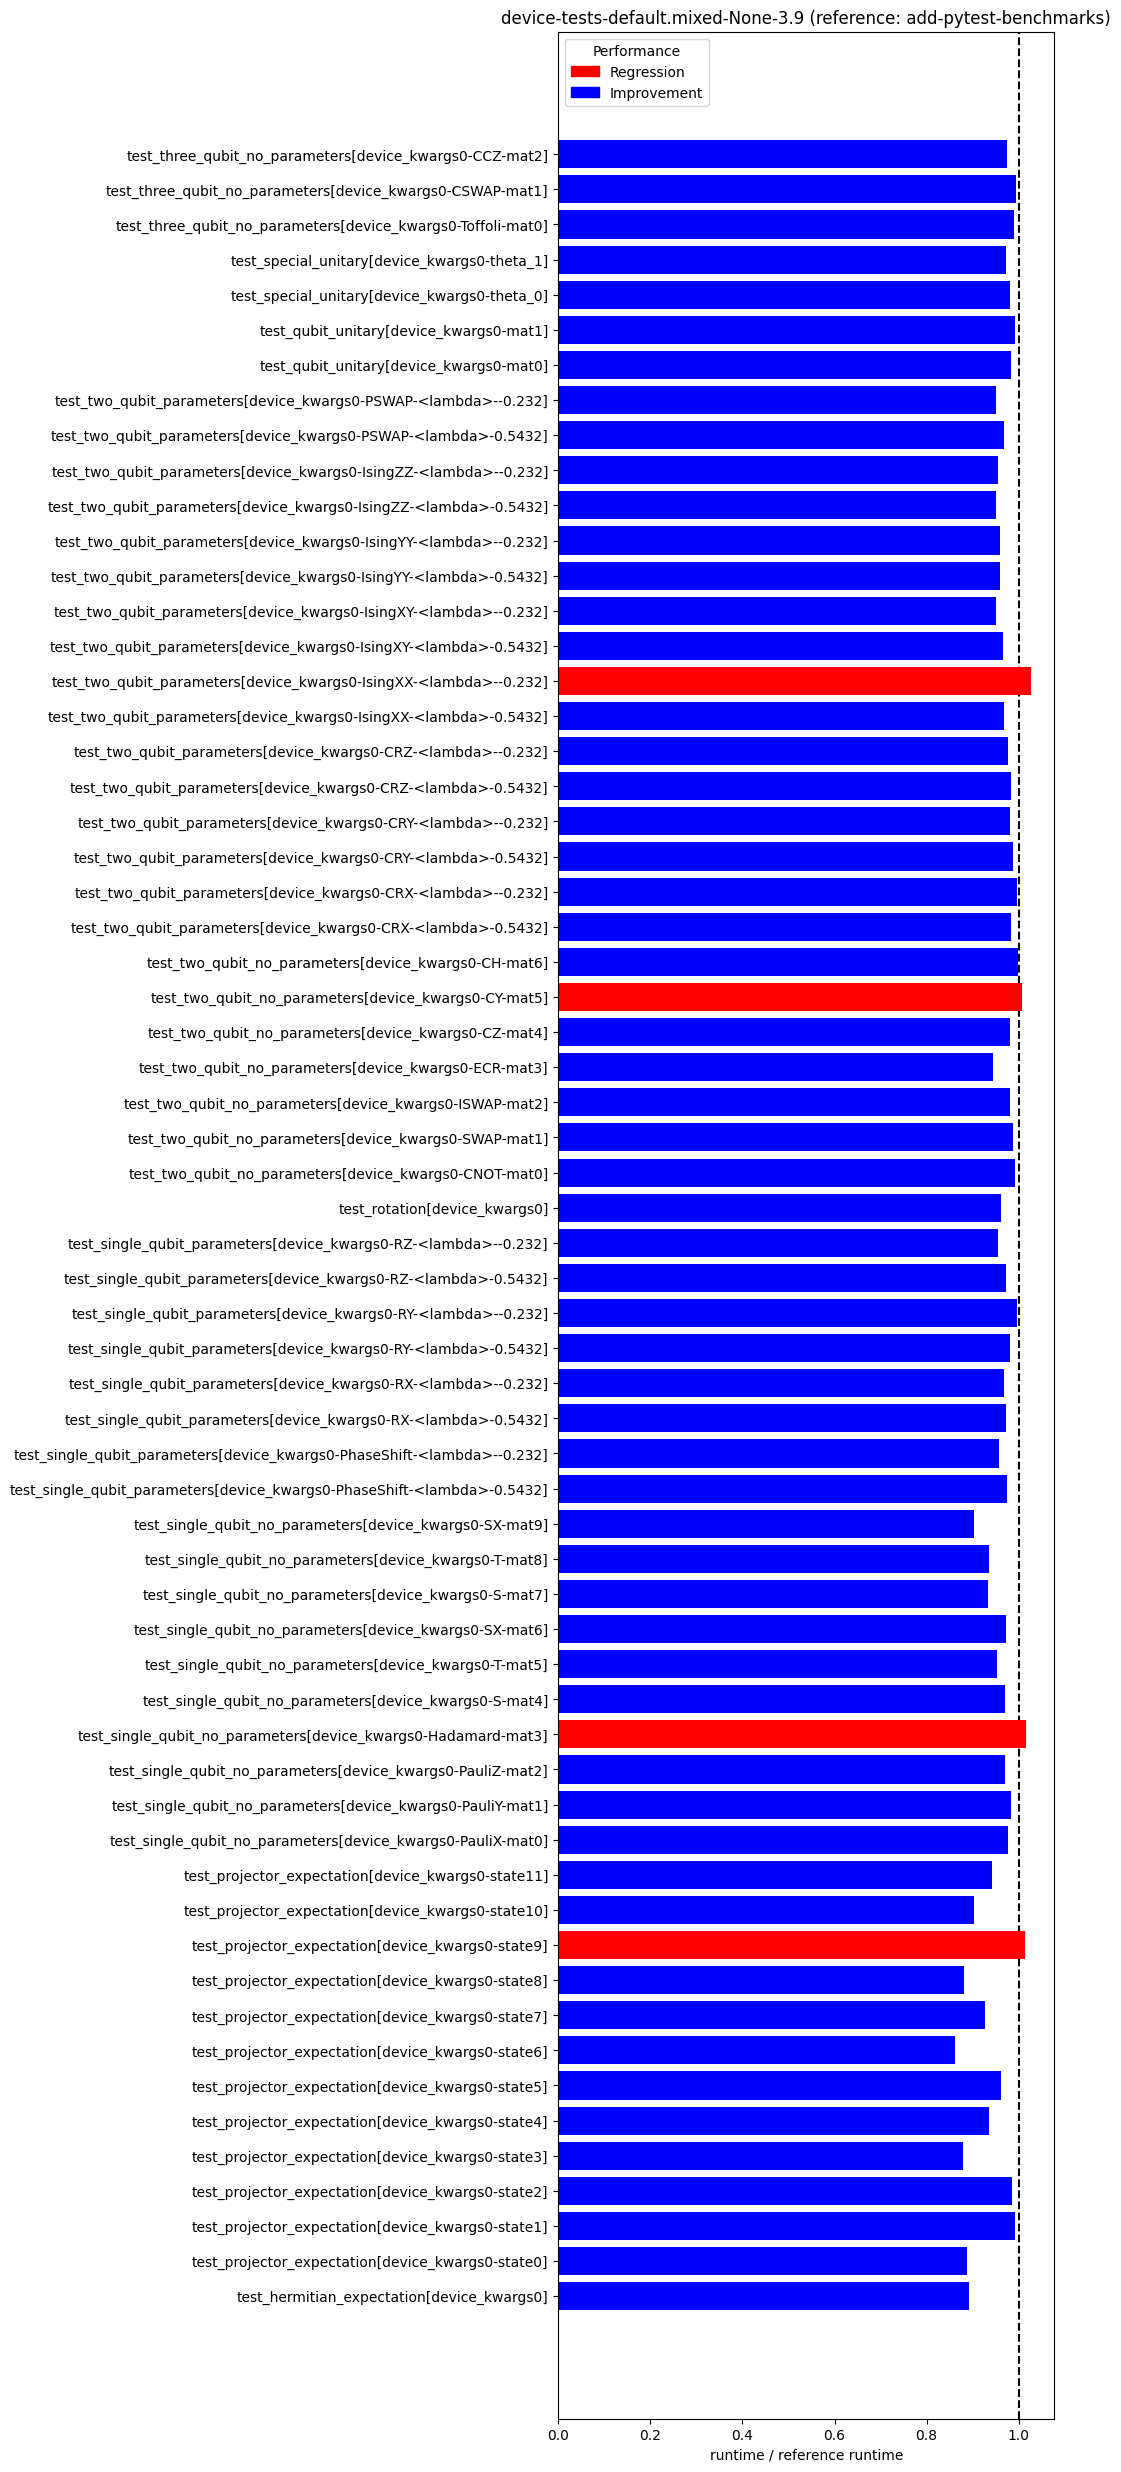 device-tests-default.mixed-None-3.9 (reference: add-pytest-benchmarks)
Performance
Regression
Improvement
test_three_qubit_no_parameters[device_kwargs0-CCZ-mat2]
test_three_qubit_no_parameters[device_kwargs0-CSWAP-mat1]
test_three_qubit_no_parameters[device_kwargs0-Toffoli-mat0]
test_special_unitary[device_kwargs0-theta_1]
test_special_unitary[device_kwargs0-theta_0]
test_qubit_unitary[device_kwargs0-mat1]
test_qubit_unitary[device_kwargs0-mat0]
test_two_qubit_parameters[device_kwargs0-PSWAP-<lambda>--0.232]
test_two_qubit_parameters[device_kwargs0-PSWAP-<lambda>-0.5432]
test_two_qubit_parameters[device_kwargs0-IsingZZ-<lambda>--0.232]
test_two_qubit_parameters[device_kwargs0-IsingZZ-<lambda>-0.5432]
test_two_qubit_parameters[device_kwargs0-IsingYY-<lambda>--0.232]
test_two_qubit_parameters[device_kwargs0-IsingYY-<lambda>-0.5432]
test_two_qubit_parameters[device_kwargs0-IsingXY-<lambda>--0.232]
test_two_qubit_parameters[device_kwargs0-IsingXY-<lambda>-0.5432]
test_two_qubit_parameters[device_kwargs0-IsingXX-<lambda>--0.232]
test_two_qubit_parameters[device_kwargs0-IsingXX-<lambda>-0.5432]
test_two_qubit_parameters[device_kwargs0-CRZ-<lambda>--0.232]
test_two_qubit_parameters[device_kwargs0-CRZ-<lambda>-0.5432]
test_two_qubit_parameters[device_kwargs0-CRY-<lambda>--0.232]
test_two_qubit_parameters[device_kwargs0-CRY-<lambda>-0.5432]
test_two_qubit_parameters[device_kwargs0-CRX-<lambda>--0.232]
test_two_qubit_parameters[device_kwargs0-CRX-<lambda>-0.5432]
test_two_qubit_no_parameters[device_kwargs0-CH-mat6]
test_two_qubit_no_parameters[device_kwargs0-CY-mat5]
test_two_qubit_no_parameters[device_kwargs0-CZ-mat4]
test_two_qubit_no_parameters[device_kwargs0-ECR-mat3]
test_two_qubit_no_parameters[device_kwargs0-ISWAP-mat2]
test_two_qubit_no_parameters[device_kwargs0-SWAP-mat1]
test_two_qubit_no_parameters[device_kwargs0-CNOT-mat0]
test_rotation[device_kwargs0]
test_single_qubit_parameters[device_kwargs0-RZ-<lambda>--0.232]
test_single_qubit_parameters[device_kwargs0-RZ-<lambda>-0.5432]
test_single_qubit_parameters[device_kwargs0-RY-<lambda>--0.232]
test_single_qubit_parameters[device_kwargs0-RY-<lambda>-0.5432]
test_single_qubit_parameters[device_kwargs0-RX-<lambda>--0.232]
test_single_qubit_parameters[device_kwargs0-RX-<lambda>-0.5432]
test_single_qubit_parameters[device_kwargs0-PhaseShift-<lambda>--0.232]
test_single_qubit_parameters[device_kwargs0-PhaseShift-<lambda>-0.5432]
test_single_qubit_no_parameters[device_kwargs0-SX-mat9]
test_single_qubit_no_parameters[device_kwargs0-T-mat8]
test_single_qubit_no_parameters[device_kwargs0-S-mat7]
test_single_qubit_no_parameters[device_kwargs0-SX-mat6]
test_single_qubit_no_parameters[device_kwargs0-T-mat5]
test_single_qubit_no_parameters[device_kwargs0-S-mat4]
test_single_qubit_no_parameters[device_kwargs0-Hadamard-mat3]
test_single_qubit_no_parameters[device_kwargs0-PauliZ-mat2]
test_single_qubit_no_parameters[device_kwargs0-PauliY-mat1]
test_single_qubit_no_parameters[device_kwargs0-PauliX-mat0]
test_projector_expectation[device_kwargs0-state11]
test_projector_expectation[device_kwargs0-state10]
test_projector_expectation[device_kwargs0-state9]
test_projector_expectation[device_kwargs0-state8]
test_projector_expectation[device_kwargs0-state7]
test_projector_expectation[device_kwargs0-state6]
test_projector_expectation[device_kwargs0-state5]
test_projector_expectation[device_kwargs0-state4]
test_projector_expectation[device_kwargs0-state3]
test_projector_expectation[device_kwargs0-state2]
test_projector_expectation[device_kwargs0-state1]
test_projector_expectation[device_kwargs0-state0]
test_hermitian_expectation[device_kwargs0]
0.0 0.2 0.4 0.6 0.8 1.0
runtime / reference runtime